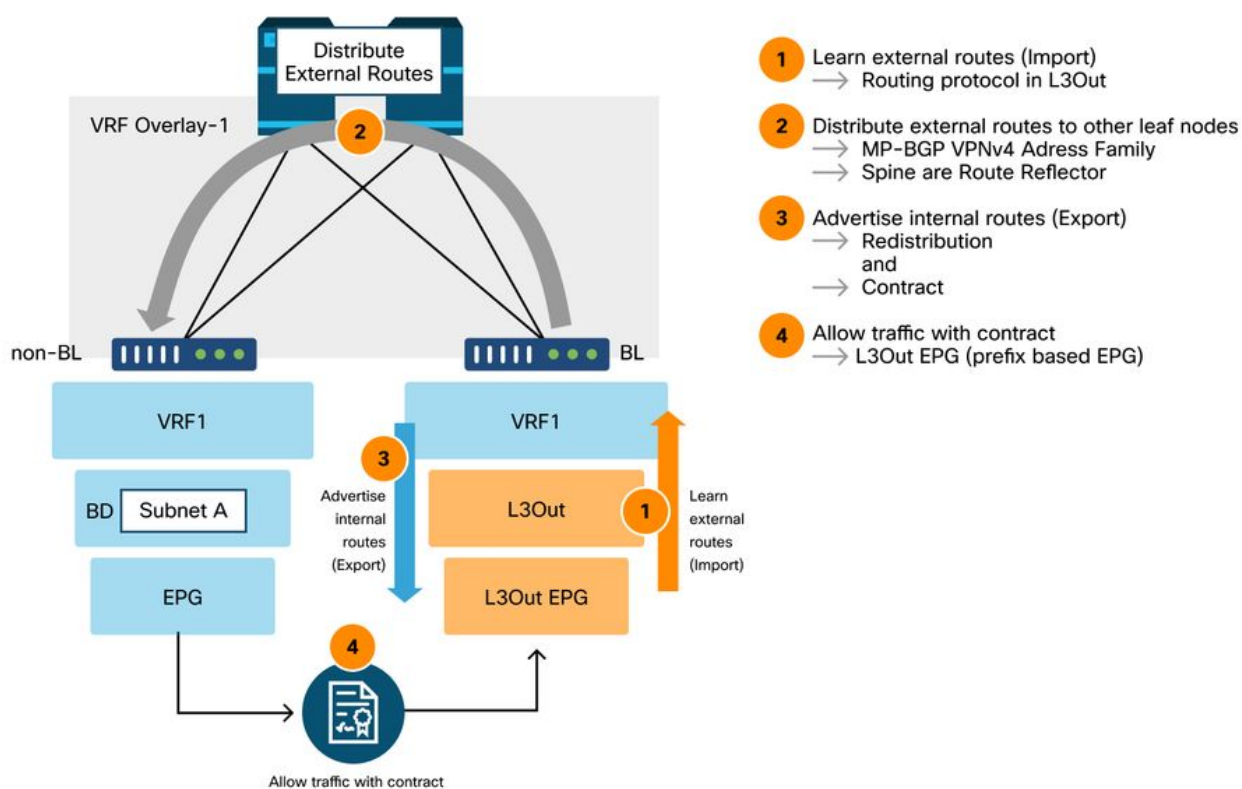 Distribute
External Routes
VRF Overlay-1
2
non-BL
BL
VRF1
VRF1
BD
Subnet A
EPG
3
Advertise
internal
routes
(Export)
L3Out
1
Learn
external
routes
(Import)
L3Out EPG
4
Allow traffic with contract
1
Learn external routes (Import)
Routing protocol in L3Out
2
Distribute external routes to other leaf nodes
MP-BGP VPNv4 Adress Family
Spine are Route Reflector
3
Advertise internal routes (Export)
Redistribution
and
Contract
4
Allow traffic with contract
L3Out EPG (prefix based EPG)